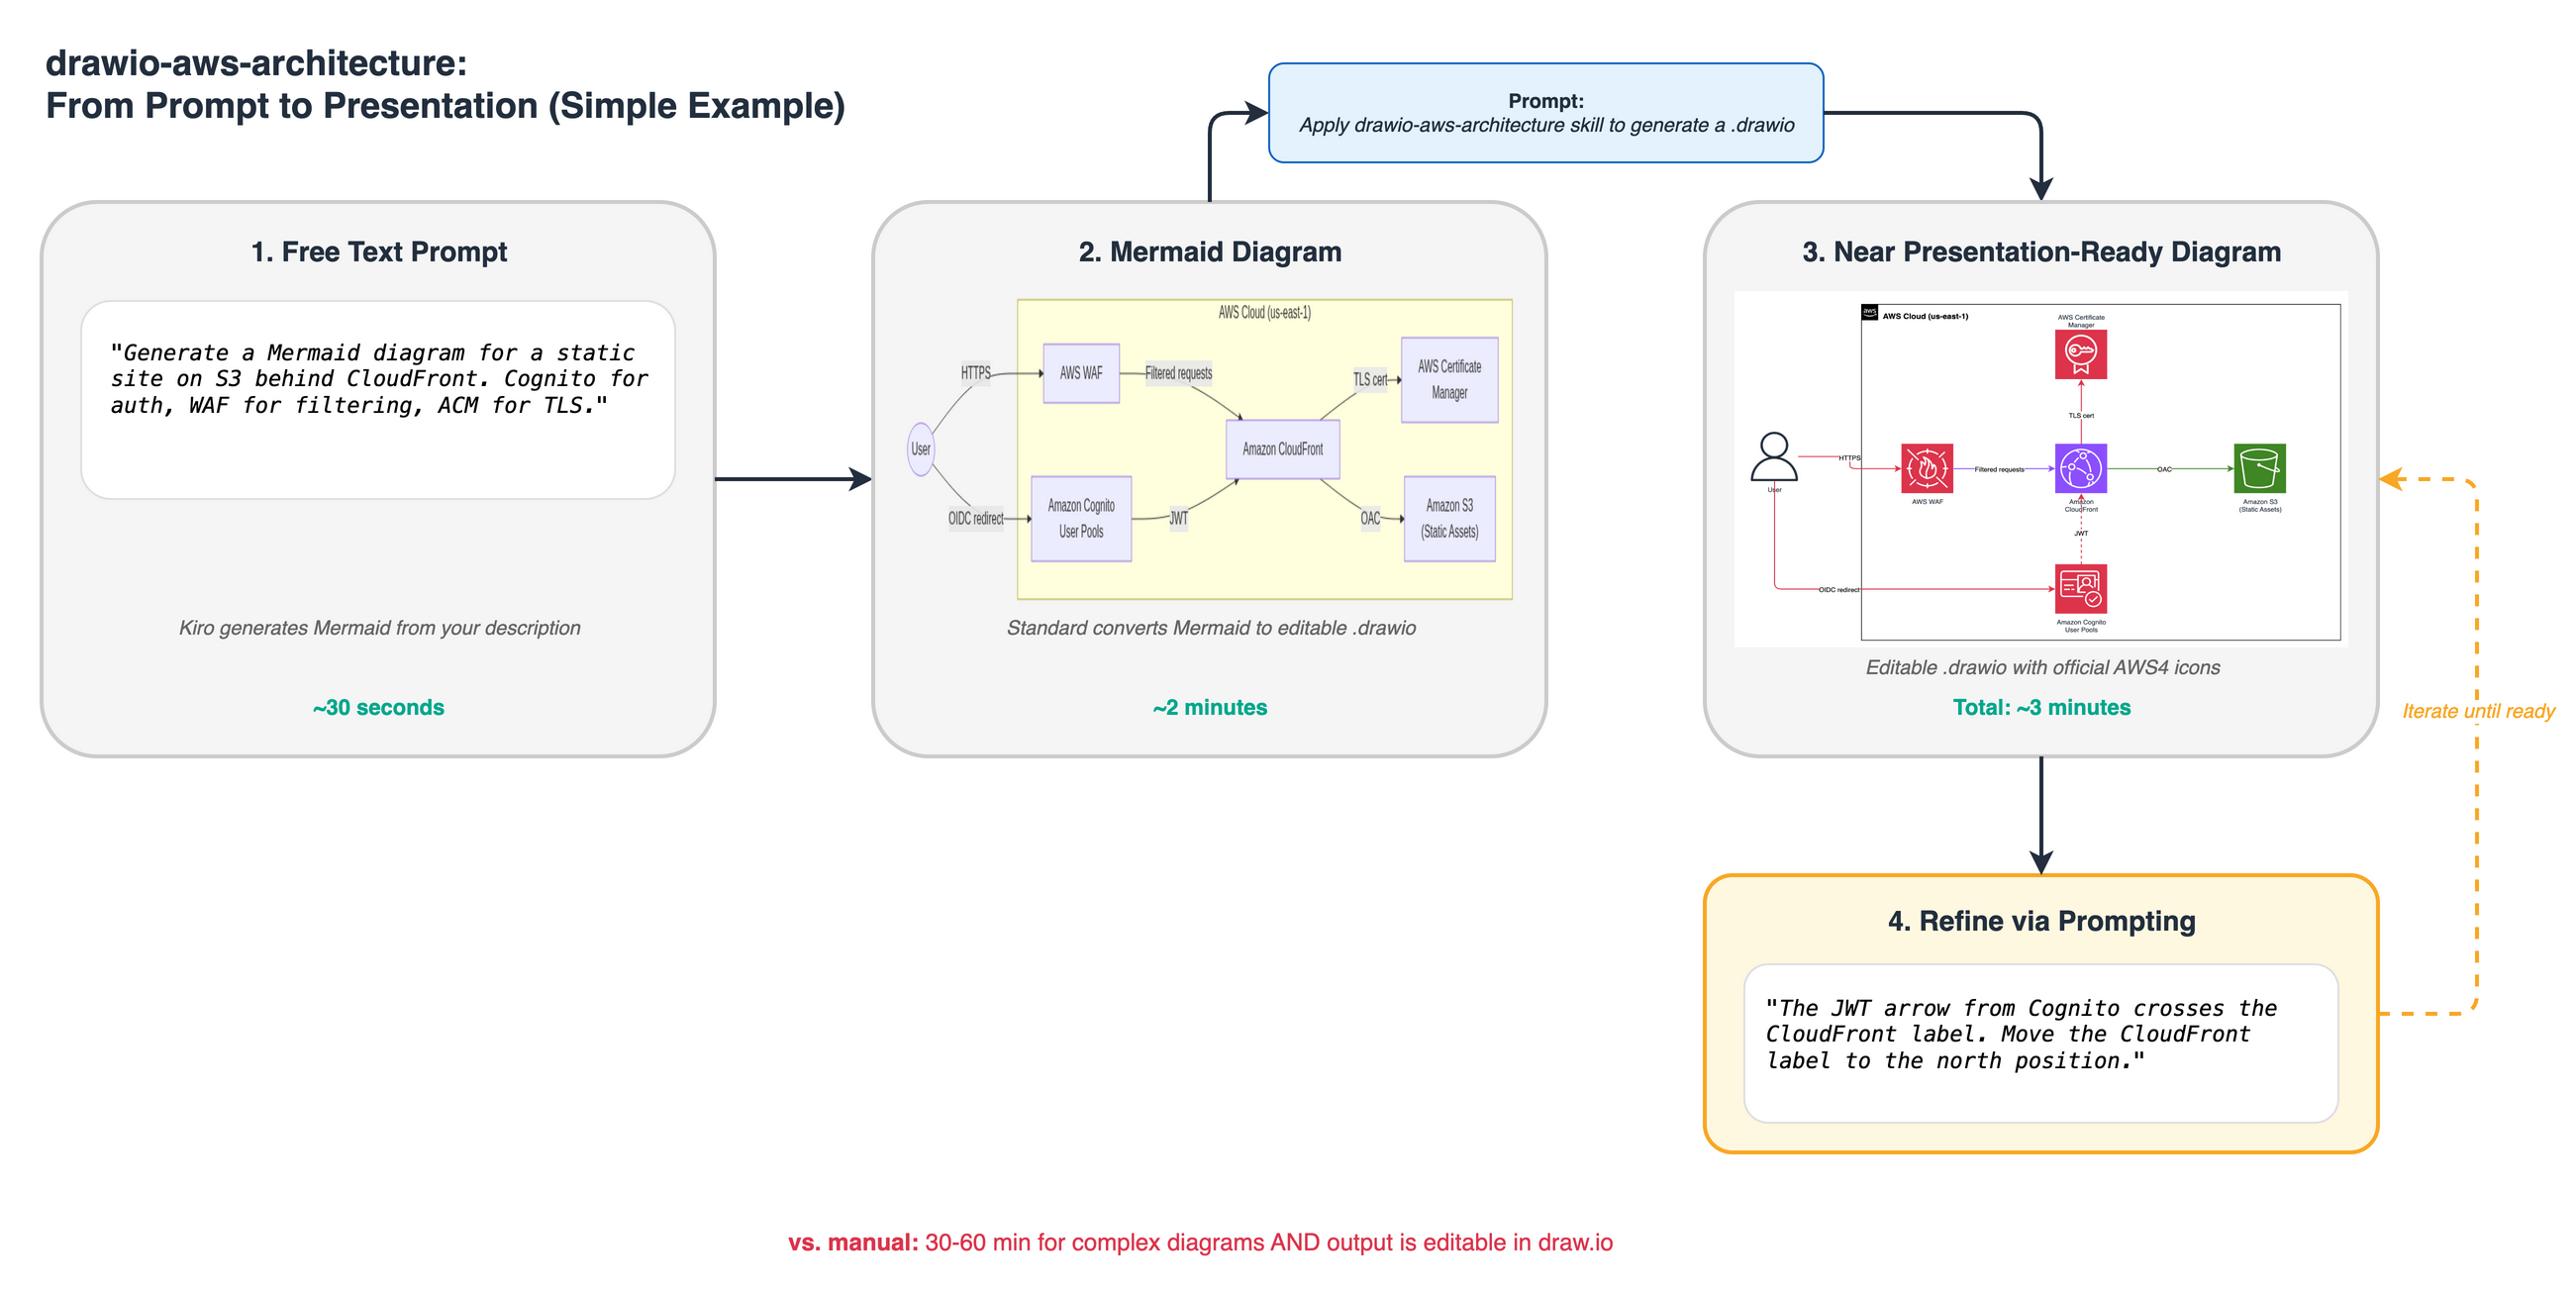 drawio-aws-architecture:
From Prompt to Presentation (Simple Example)
Prompt:
Apply drawio-aws-architecture skill to generate a .drawio
1. Free Text Prompt
"Generate a Mermaid diagram for a static
site on S3 behind CloudFront. Cognito for
auth, WAF for filtering, ACM for TLS."
Kiro generates Mermaid from your description
~30 seconds
2. Mermaid Diagram
AWS Cloud (us-east-1)
HTTPS
AWS WAF
Filtered requests
TLS cert
AWS Certificate
Manager
User
Amazon CloudFront
OIDC redirect
Amazon Cognito
User Pools
JWT
OAC
Amazon S3
(Static Assets)
Standard converts Mermaid to editable .drawio
~2 minutes
3. Near Presentation-Ready Diagram
aws
AWS Cloud (us-east-1)
AWS Certificate
Manager
TLS cert
User
HTTPS
AWS WAF
Filtered requests
Amazon
CloudFront
OAC
Amazon S3
(Static Assets)
JWT
OIDC redirect
Amazon Cognito
User Pools
Editable .drawio with official AWS4 icons
Total: ~3 minutes
Iterate until ready
4. Refine via Prompting
"The JWT arrow from Cognito crosses the
CloudFront label. Move the CloudFront
label to the north position."
vs. manual: 30-60 min for complex diagrams AND output is editable in draw.io